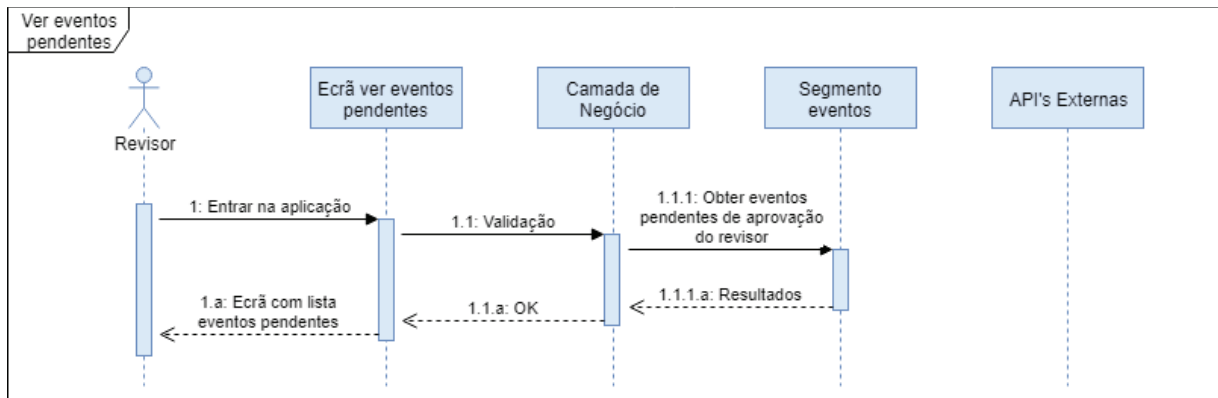 Ver eventos
pendentes
Revisor
Ecrã ver eventos
pendentes
Camada de
Negócio
Segmento
eventos
API's Externas
1: Entrar na aplicação
1.1: Validação
1.1.1: Obter eventos
pendentes de aprovação
do revisor
1.1.1.a: Resultados
1.1.a: OK
1.a: Ecrã com lista
eventos pendentes